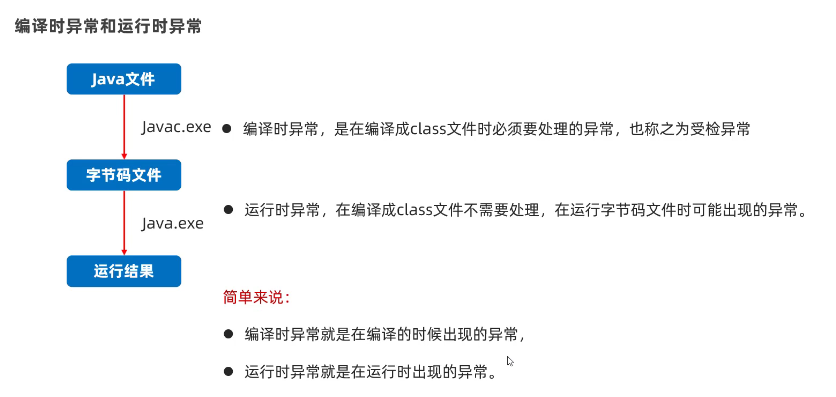 编译时异常和运行时异常
Java文件
Javac.exe
● 编译时异常，是在编译成class文件时必须要处理的异常，也称之为受检异常
字节码文件
● 运行时异常，在编译成class文件不需要处理，在运行字节码文件时可能出现的异常。
Java.exe
运行结果
简单来说：
● 编译时异常就是在编译的时候出现的异常，
● 运行时异常就是在运行时出现的异常。